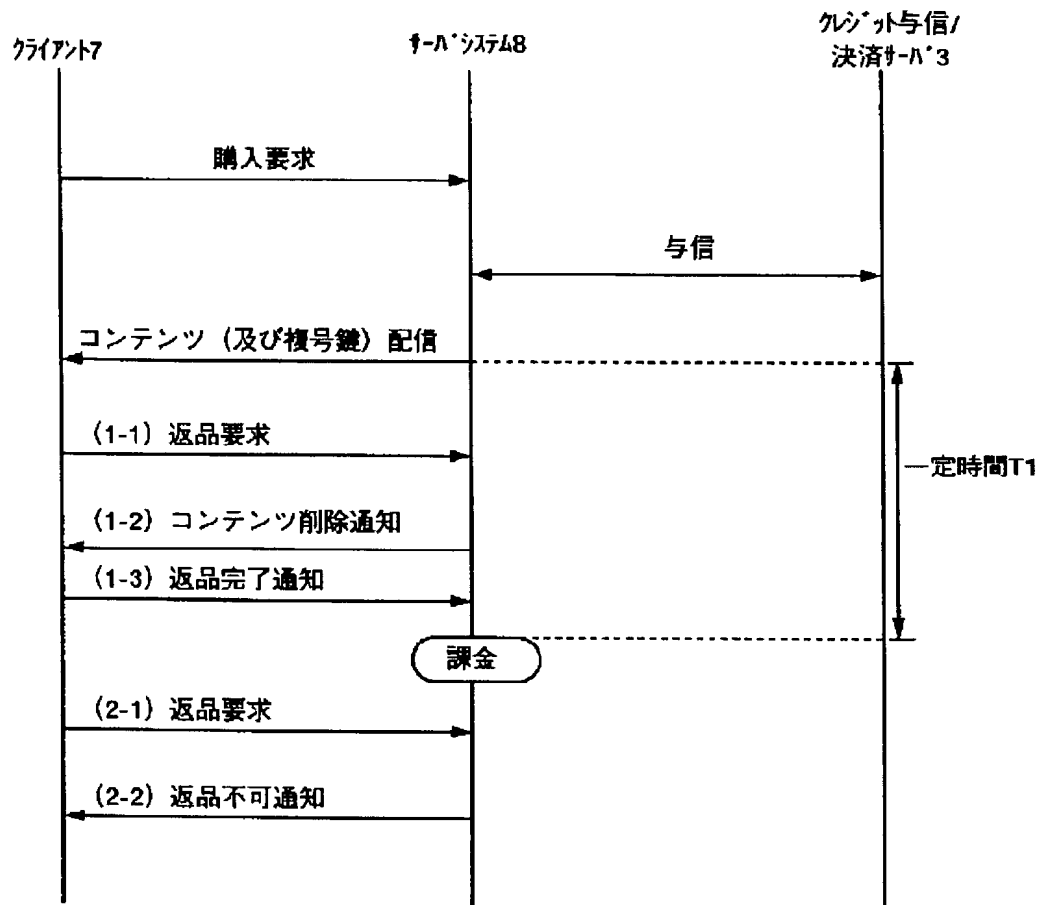 クライアント7
サーバシステム8
クレジット与信/
決済サーバ3
購入要求
与信
コンテンツ（及び複号鍵）配信
（1-1）返品要求
一定時間T1
（1-2）コンテンツ削除通知
（1-3）返品完了通知
課金
（2-1）返品要求
（2-2）返品不可通知